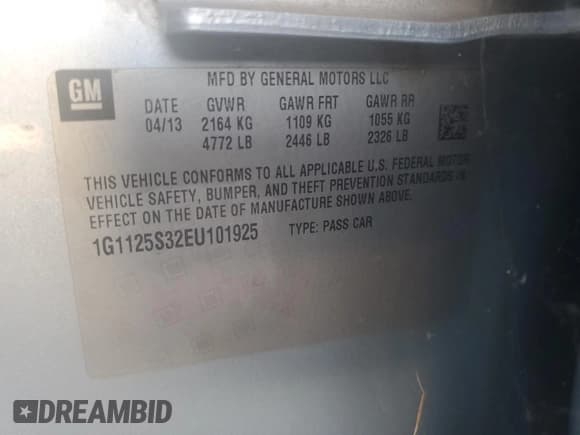 GM
MFD BY GENERAL MOTORS LLC
DATE GVWR GAWR FRT GAWR RR
04/13 2164 KG 1109 KG 1055 KG
4772 LB 2446 LB 2326 LB
THIS VEHICLE CONFORMS TO ALL APPLICABLE U.S. FEDERAL MOTOR
VEHICLE SAFETY, BUMPER, AND THEFT PREVENTION STANDARDS IN
EFFECT ON THE DATE OF MANUFACTURE SHOWN ABOVE.
1G1125S32EU101925 TYPE: PASS CAR
DREAMBID